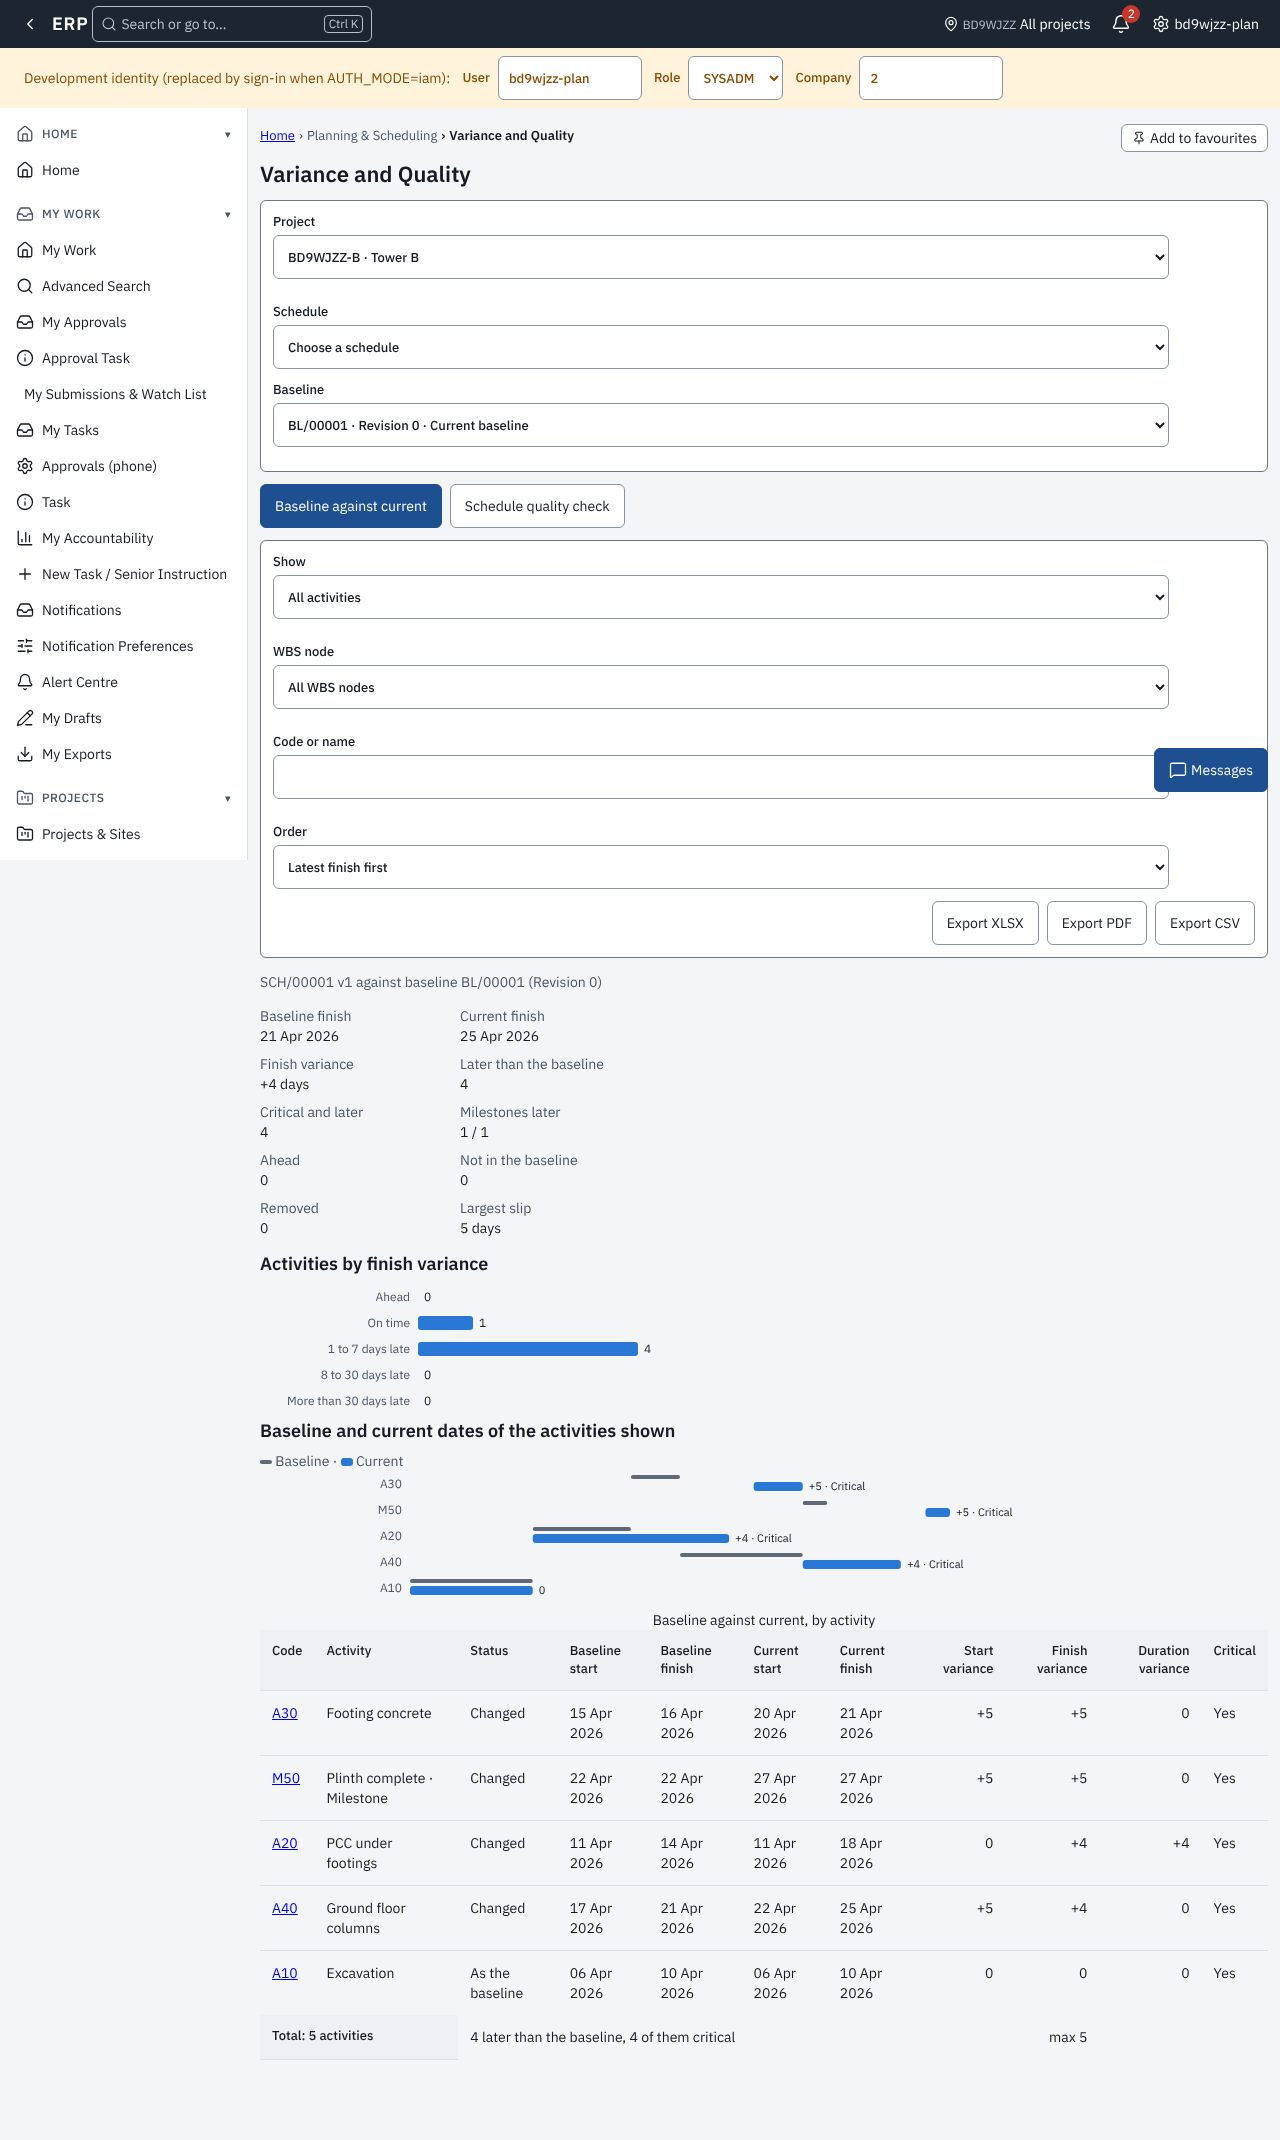 ERP
Search or go to...
Ctrl K
BD9WJZZ All projects
2
bd9wjzz-plan
Development identity (replaced by sign-in when AUTH_MODE=iam):
User
bd9wjzz-plan
Role
SYSADM
Company
2
HOME
Home
MY WORK
My Work
Advanced Search
My Approvals
Approval Task
My Submissions & Watch List
My Tasks
Approvals (phone)
Task
My Accountability
New Task / Senior Instruction
Notifications
Notification Preferences
Alert Centre
My Drafts
My Exports
PROJECTS
Projects & Sites
Home › Planning & Scheduling › Variance and Quality
Add to favourites
Variance and Quality
Project
BD9WJZZ-B · Tower B
Schedule
Choose a schedule
Baseline
BL/00001 · Revision 0 · Current baseline
Baseline against current
Schedule quality check
Show
All activities
WBS node
All WBS nodes
Code or name
Messages
Order
Latest finish first
Export XLSX
Export PDF
Export CSV
SCH/00001 v1 against baseline BL/00001 (Revision 0)
Baseline finish
21 Apr 2026
Current finish
25 Apr 2026
Finish variance
+4 days
Later than the baseline
4
Critical and later
4
Milestones later
1 / 1
Ahead
0
Not in the baseline
0
Removed
0
Largest slip
5 days
Activities by finish variance
Ahead 0
On time 1
1 to 7 days late 4
8 to 30 days late 0
More than 30 days late 0
Baseline and current dates of the activities shown
Baseline · Current
A30 +5 · Critical
M50 +5 · Critical
A20 +4 · Critical
A40 +4 · Critical
A10 0
Baseline against current, by activity
Code Activity Status Baseline start Baseline finish Current start Current finish Start variance Finish variance Duration variance Critical
A30 Footing concrete Changed 15 Apr 2026 16 Apr 2026 20 Apr 2026 21 Apr 2026 +5 +5 0 Yes
M50 Plinth complete · Milestone Changed 22 Apr 2026 22 Apr 2026 27 Apr 2026 27 Apr 2026 +5 +5 0 Yes
A20 PCC under footings Changed 11 Apr 2026 14 Apr 2026 11 Apr 2026 18 Apr 2026 0 +4 +4 Yes
A40 Ground floor columns Changed 17 Apr 2026 21 Apr 2026 22 Apr 2026 25 Apr 2026 +5 +4 0 Yes
A10 Excavation As the baseline 06 Apr 2026 10 Apr 2026 06 Apr 2026 10 Apr 2026 0 0 0 Yes
Total: 5 activities 4 later than the baseline, 4 of them critical max 5